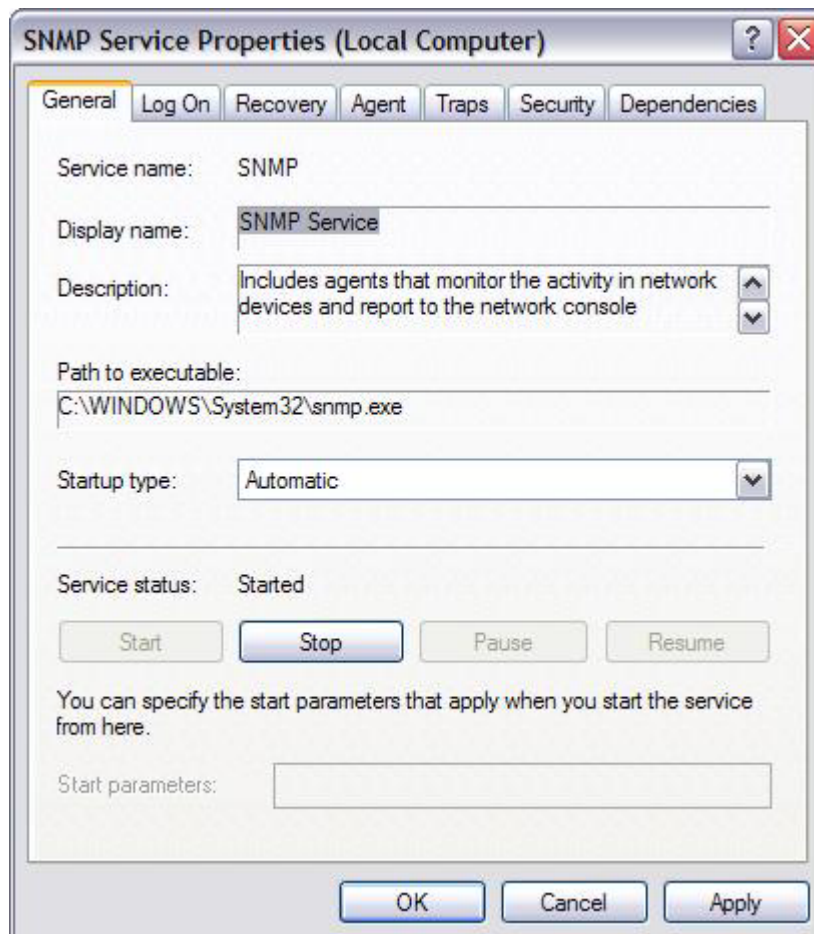 SNMP Service Properties (Local Computer)
General Log On Recovery Agent Traps Security Dependencies
Service name: SNMP
Display name: SNMP Service
Description: Includes agents that monitor the activity in network
devices and report to the network console
Path to executable:
C:\WINDOWS\System32\snmp.exe
Startup type: Automatic
Service status: Started
Start Stop Pause Resume
You can specify the start parameters that apply when you start the service
from here.
Start parameters:
OK Cancel Apply